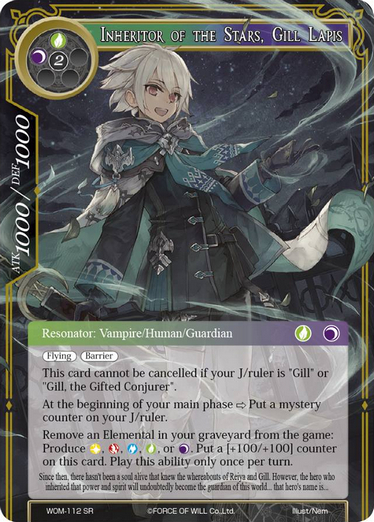 2
INHERITOR OF THE STARS, GILL LAPIS
ATK 1000 / DEF 1000
Resonator: Vampire/Human/Guardian
Flying Barrier
This card cannot be cancelled if your J/ruler is "Gill" or
"Gill, the Gifted Conjurer".
At the beginning of your main phase ⇨ Put a mystery
counter on your J/ruler.
Remove an Elemental in your graveyard from the game:
Produce , , , , or . Put a [+100/+100] counter
on this card. Play this ability only once per turn.
Since then, there hasn't been a soul alive that knew the whereabouts of Reiya and Gill. However, the hero who
inherited that power and spirit will undoubtedly become the guardian of this world... that hero's name is...
WOM-112 SR ©FORCE OF WILL Co.,Ltd. Illust/Nem